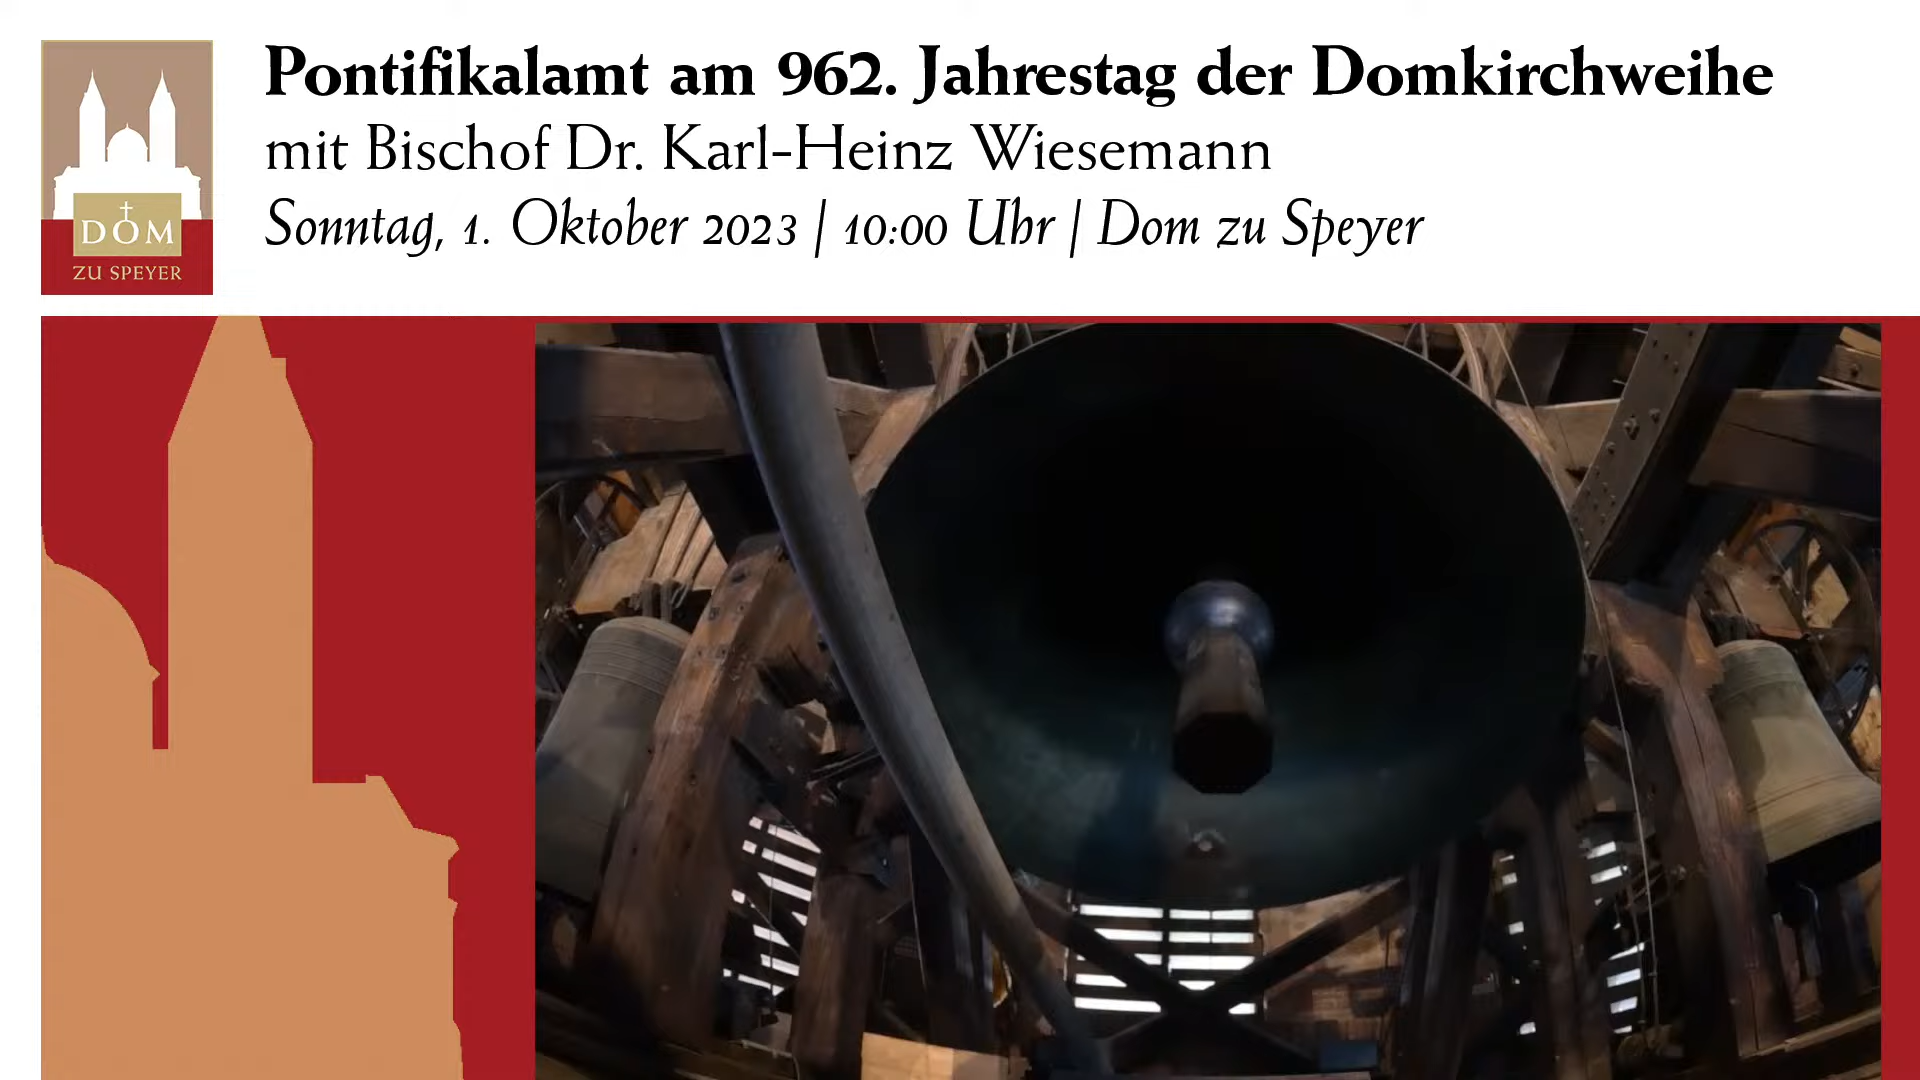 Pontifikalamt am 962. Jahrestag der Domkirchweihe
mit Bischof Dr. Karl-Heinz Wiesemann
Sonntag, 1. Oktober 2023 | 10:00 Uhr | Dom zu Speyer
DOM
ZU SPEYER